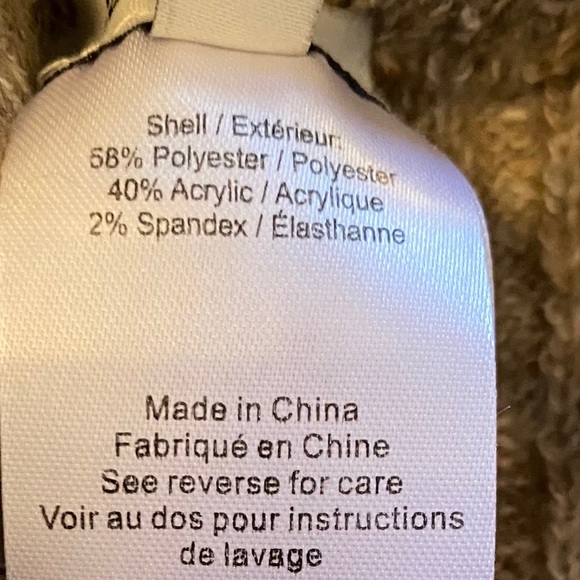 Shell / Extérieur:
58% Polyester / Polyester
40% Acrylic / Acrylique
2% Spandex / Élasthanne
Made in China
Fabriqué en Chine
See reverse for care
Voir au dos pour instructions
de lavage